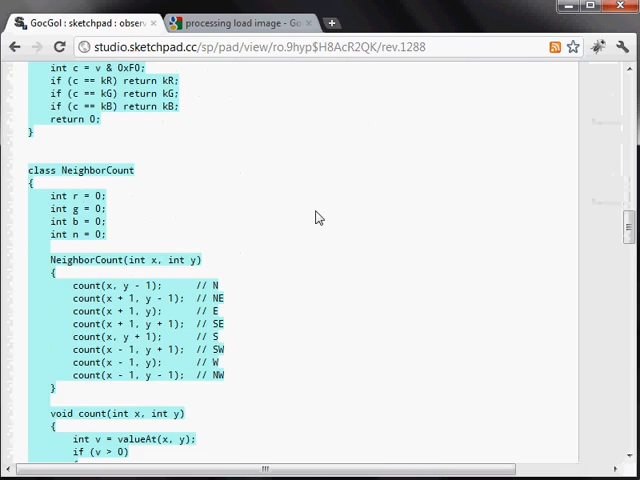 GocGol : sketchpad : obser
processing load image - Go
studio.sketchpad.cc/sp/pad/view/ro.9hyp$H8AcR2QK/rev.1288
int c = v & 0xF0;
if (c == kR) return kR;
if (c == kG) return kG;
if (c == kB) return kB;
return 0;
}
class NeighborCount
{
int r = 0;
int g = 0;
int b = 0;
int n = 0;
NeighborCount(int x, int y)
{
count(x, y - 1); // N
count(x + 1, y - 1); // NE
count(x + 1, y); // E
count(x + 1, y + 1); // SE
count(x, y + 1); // S
count(x - 1, y + 1); // SW
count(x - 1, y); // W
count(x - 1, y - 1); // NW
}
void count(int x, int y)
{
int v = valueAt(x, y);
if (v > 0)